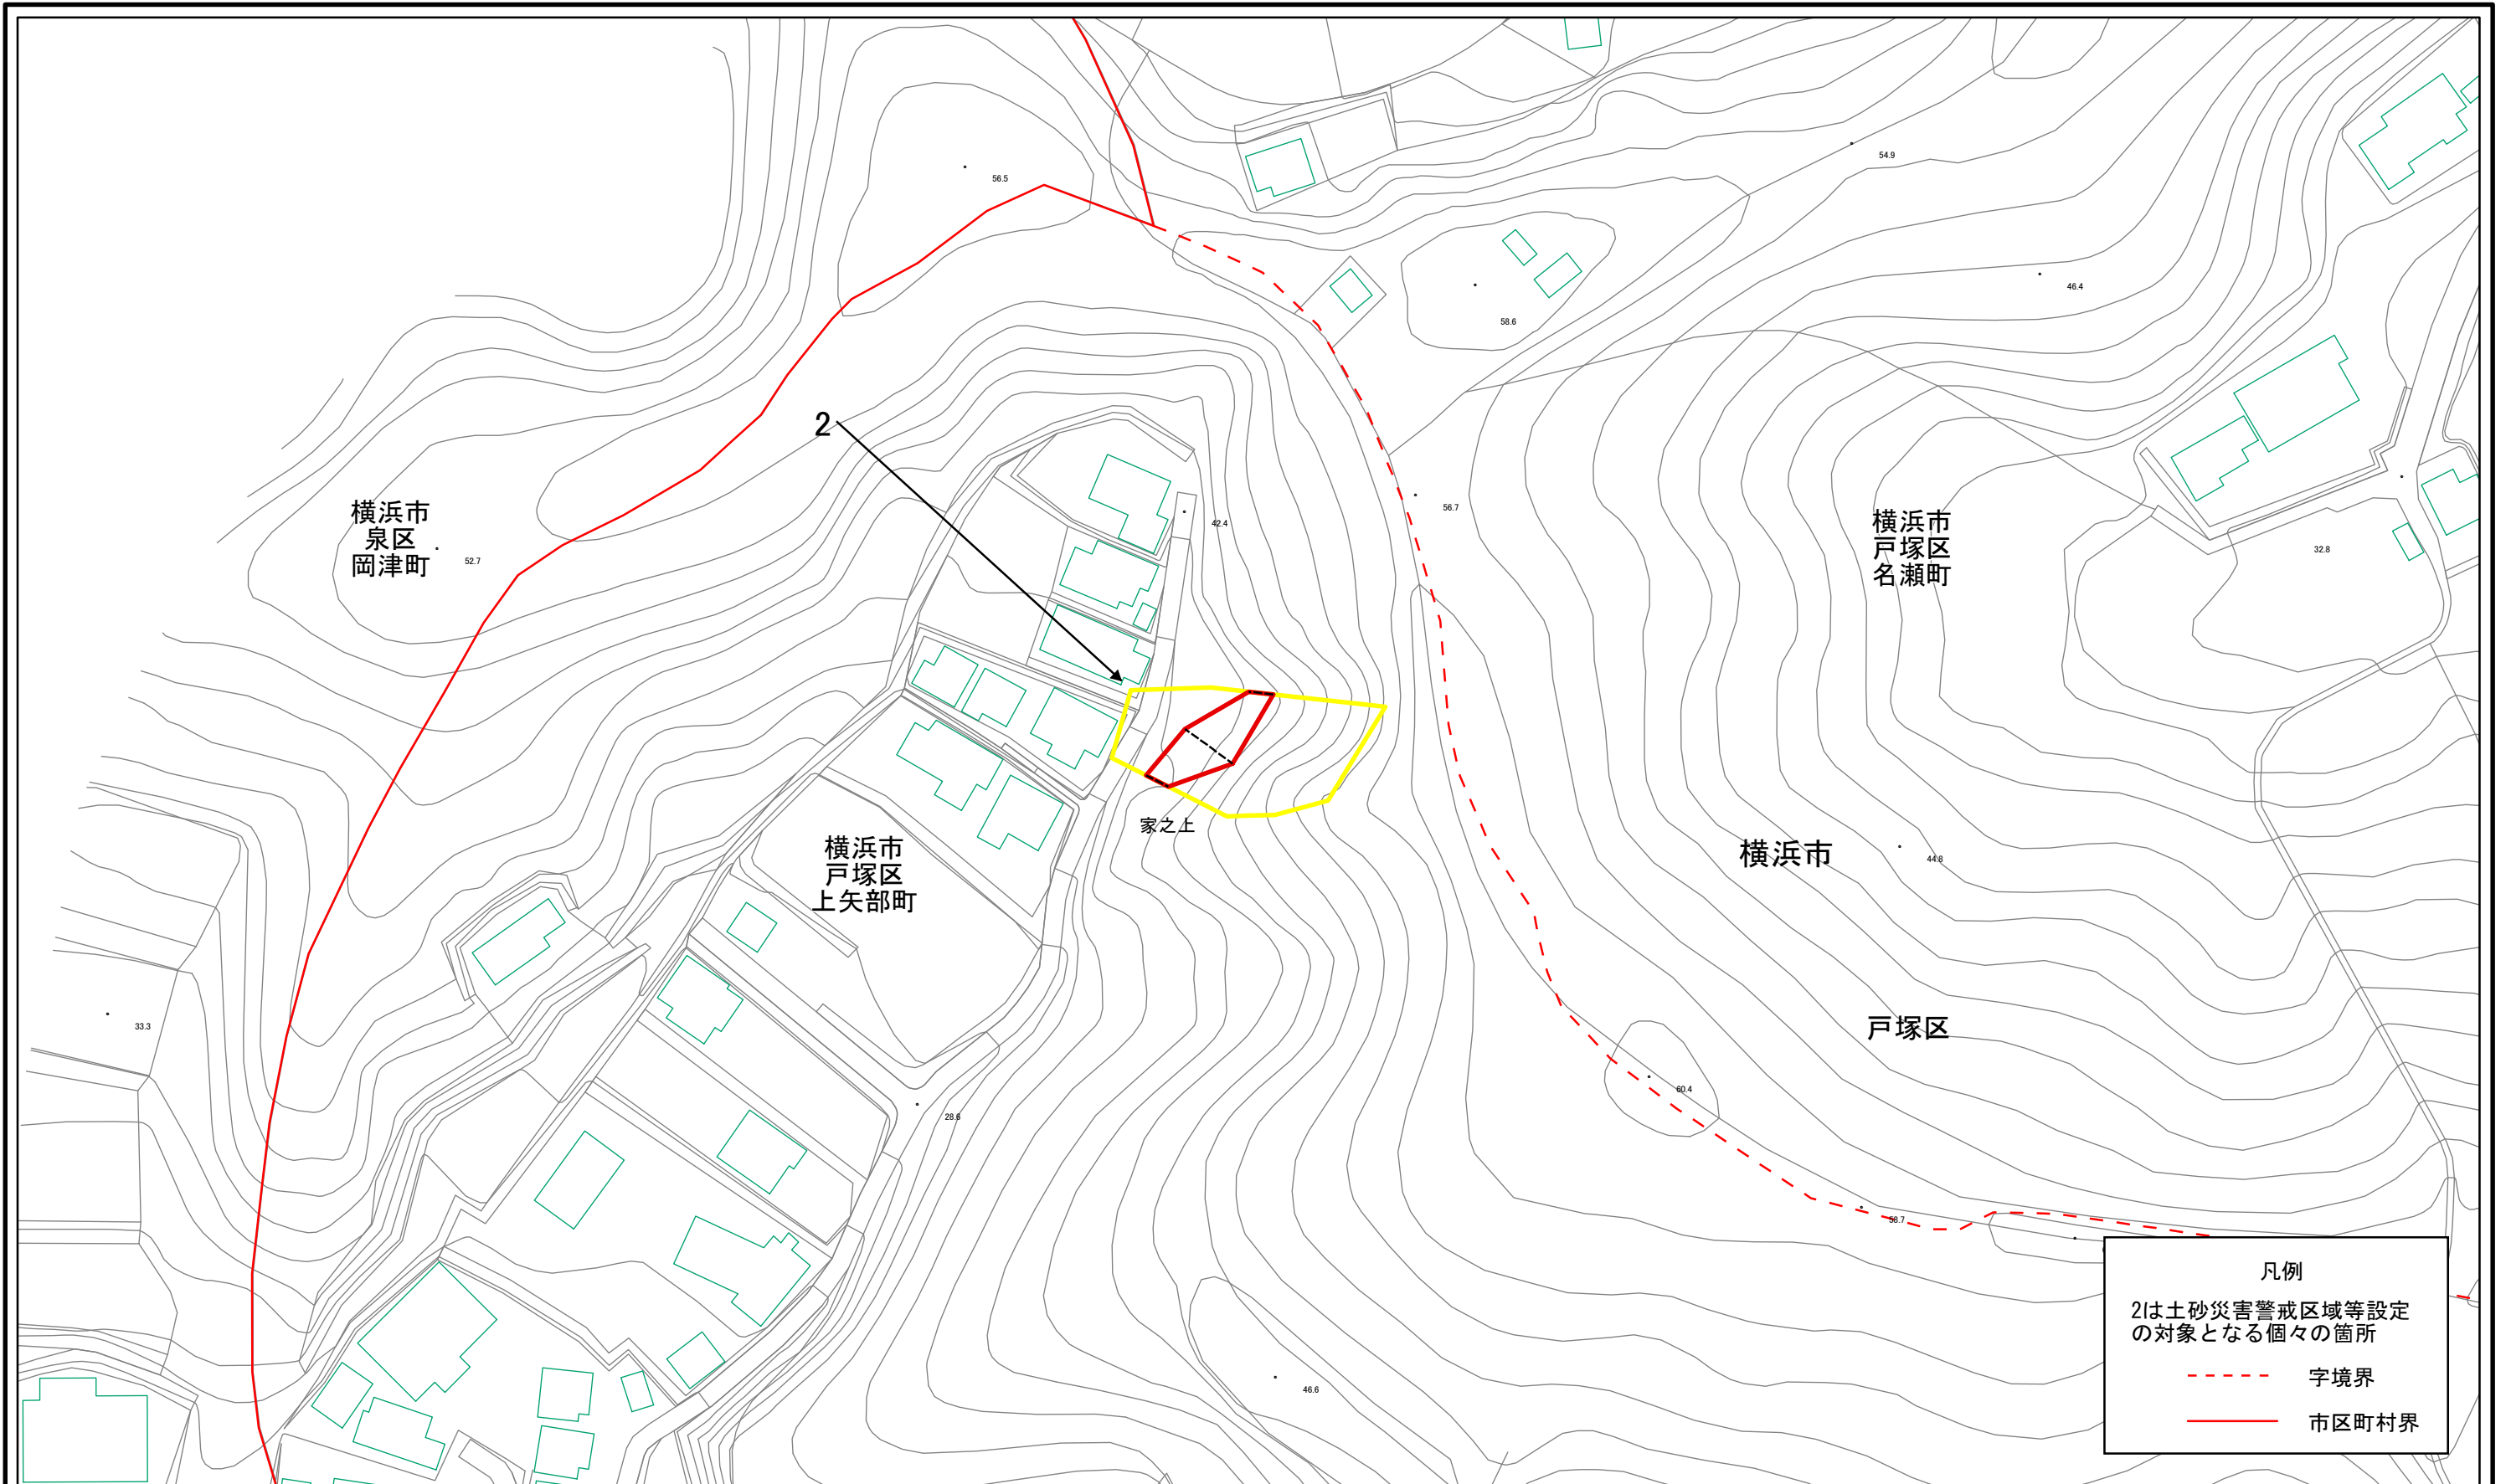 54.9
56.5
46.4
58.6
2
横浜市
泉区
岡津町
52.7
42.4
56.7
横浜市
戸塚区
名瀬町
32.8
家之上
横浜市
戸塚区
上矢部町
横浜市
44.8
戸塚区
33.3
60.4
28.6
58.7
46.6
凡例
2は土砂災害警戒区域等設定
の対象となる個々の箇所
字境界
市区町村界